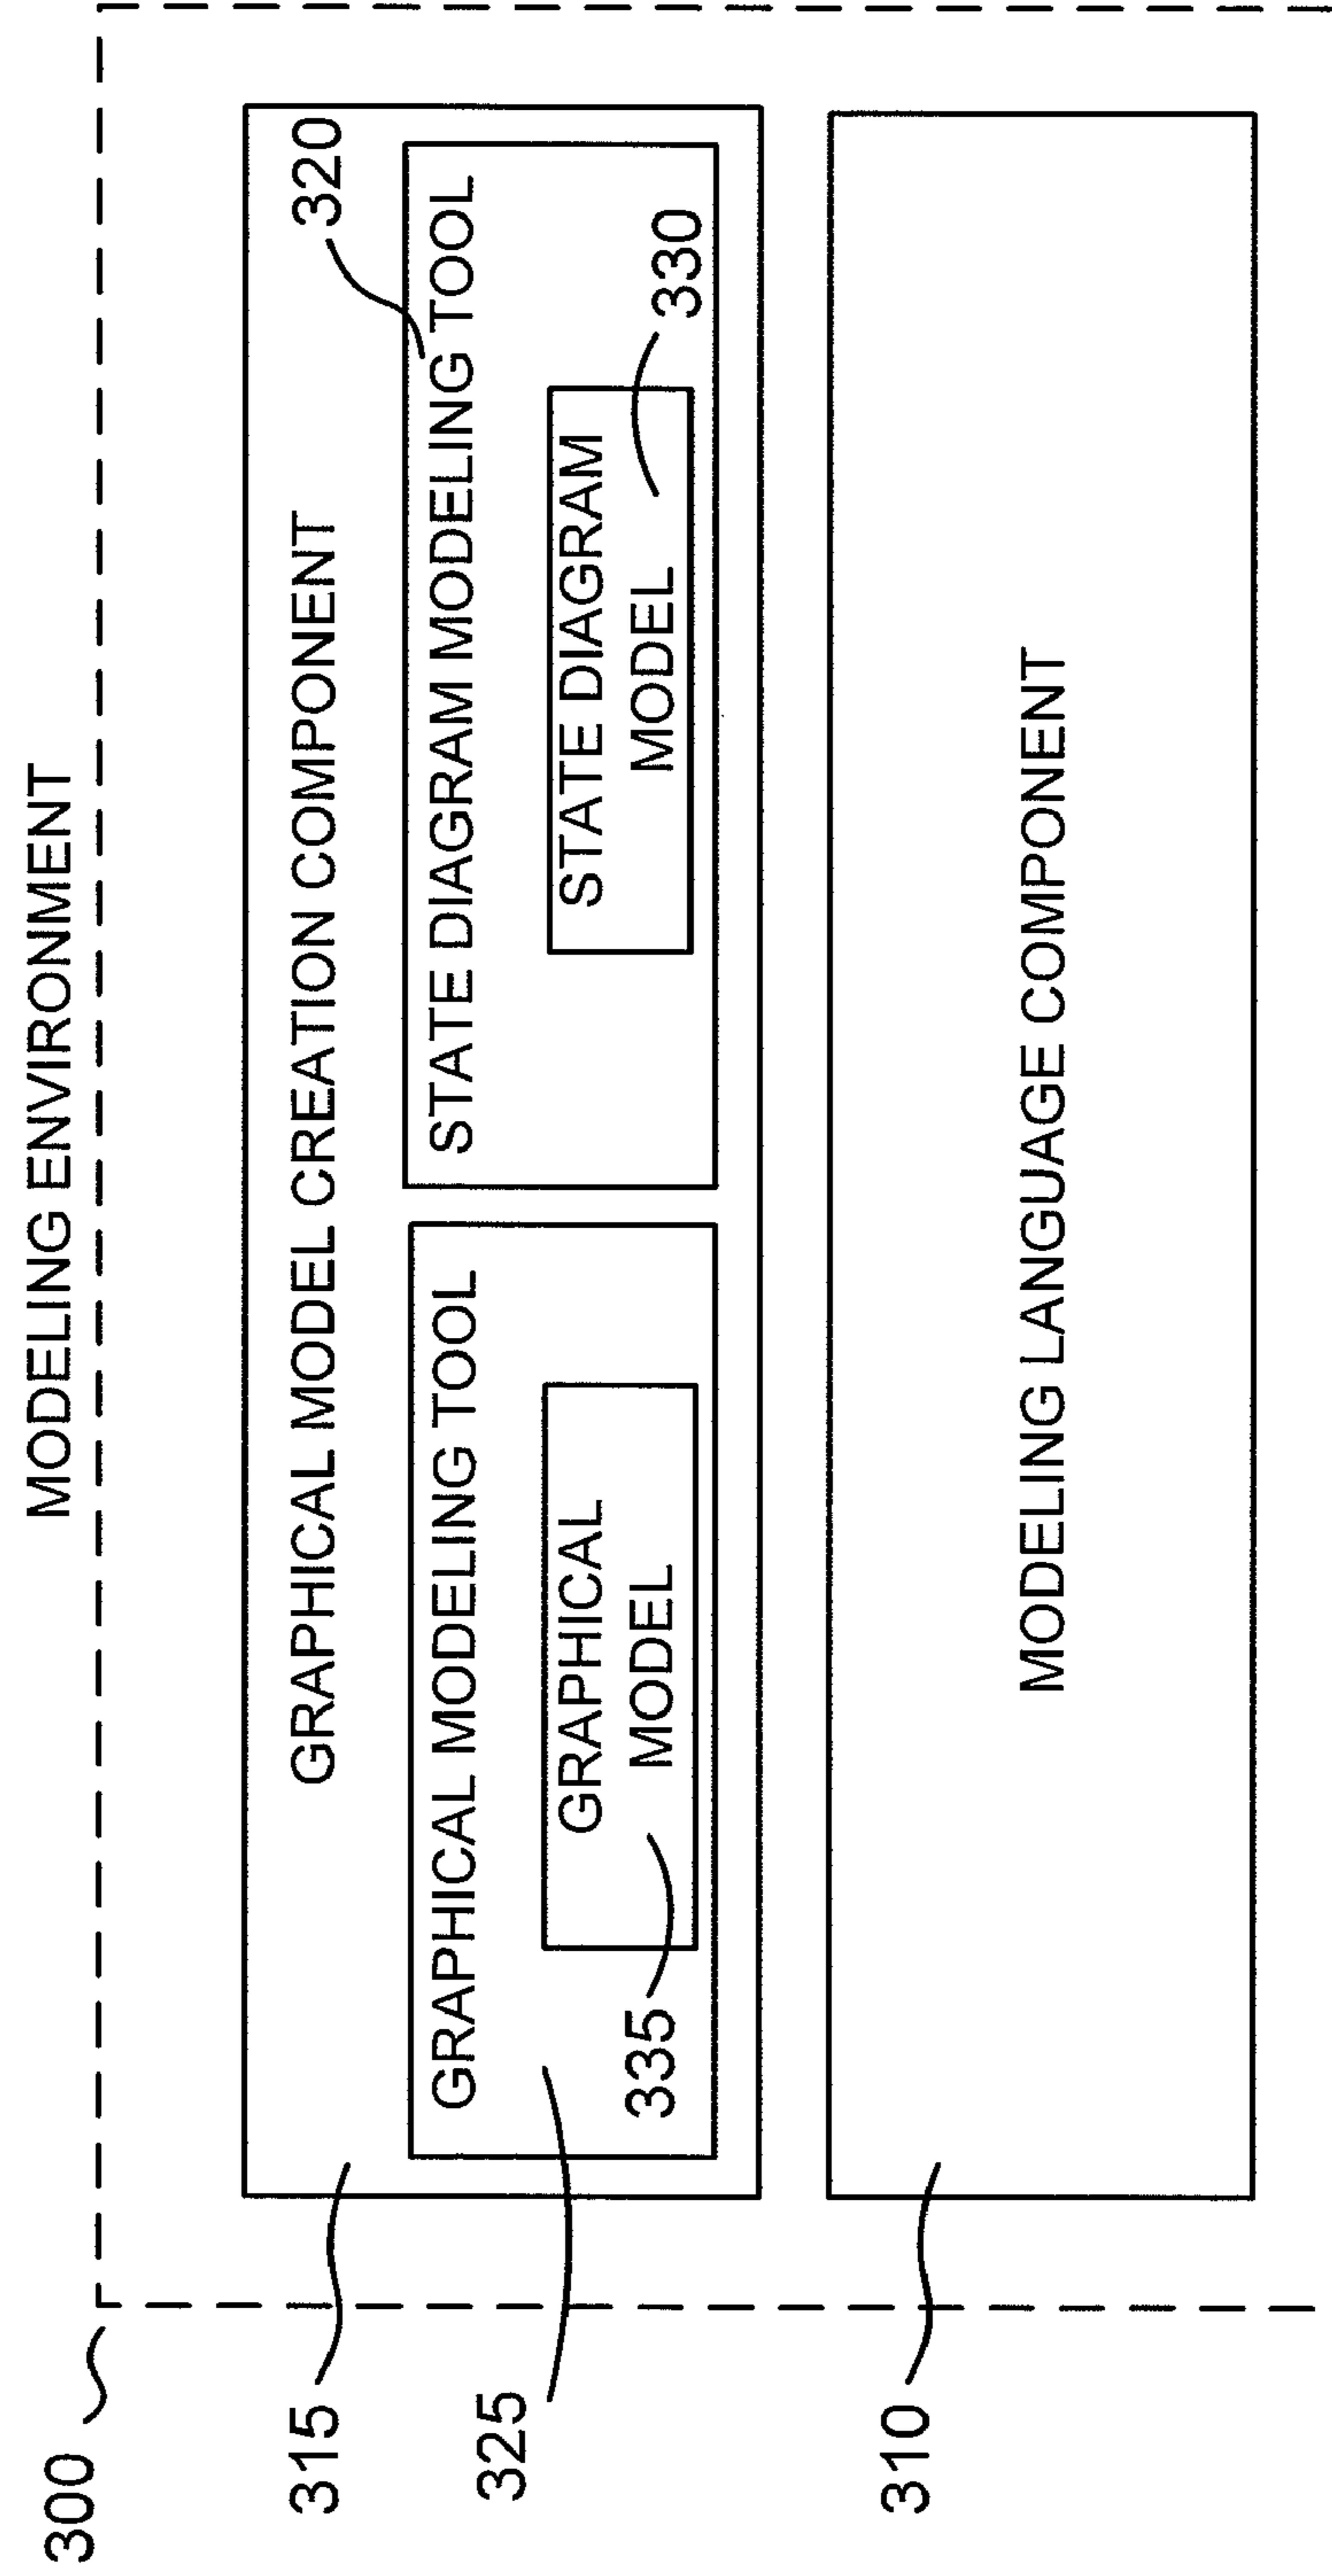 MODELING ENVIRONMENT
300
315
GRAPHICAL MODEL CREATION COMPONENT
320
325
GRAPHICAL MODELING TOOL
STATE DIAGRAM MODELING TOOL
GRAPHICAL
MODEL
335
STATE DIAGRAM
MODEL
330
310
MODELING LANGUAGE COMPONENT